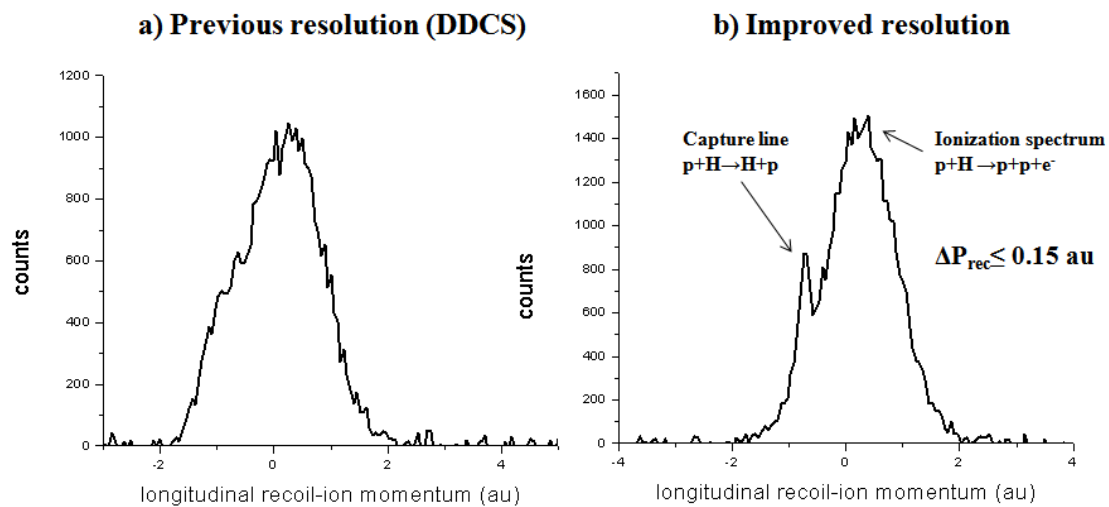 a) Previous resolution (DDCS)
b) Improved resolution
1200
1000
800
600
400
200
0
-2
0
2
4
counts
longitudinal recoil-ion momentum (au)
1600
1400
1200
1000
800
600
400
200
0
-4
-2
0
2
4
counts
longitudinal recoil-ion momentum (au)
Capture line
p+H→H+p
Ionization spectrum
p+H →p+p+e-
ΔPrec≤ 0.15 au